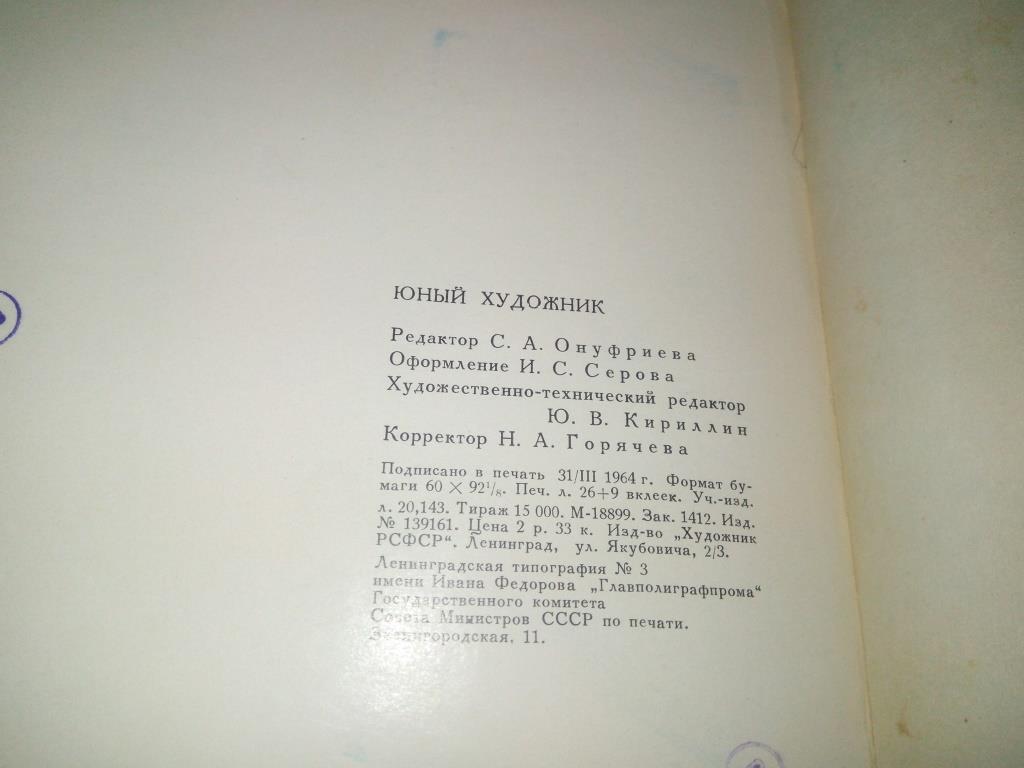 ЮНЫЙ ХУДОЖНИК
Редактор С. А. Онуфриева
Оформление И. С. Серова
Художественно-технический редактор
Ю. В. Кириллин
Корректор Н. А. Горячева
Подписано в печать 31/III 1964 г. Формат бу-
маги 60 × 92¹/₈. Печ. л. 26+9 вклеек. Уч.-изд.
л. 20,143. Тираж 15 000. М-18899. Зак. 1412. Изд.
№ 139161. Цена 2 р. 33 к. Изд-во „Художник
РСФСР“. Ленинград, ул. Якубовича, 2/3.
Ленинградская типография № 3
имени Ивана Федорова „Главполиграфпрома“
Государственного комитета
Совета Министров СССР по печати.
Звенигородская, 11.